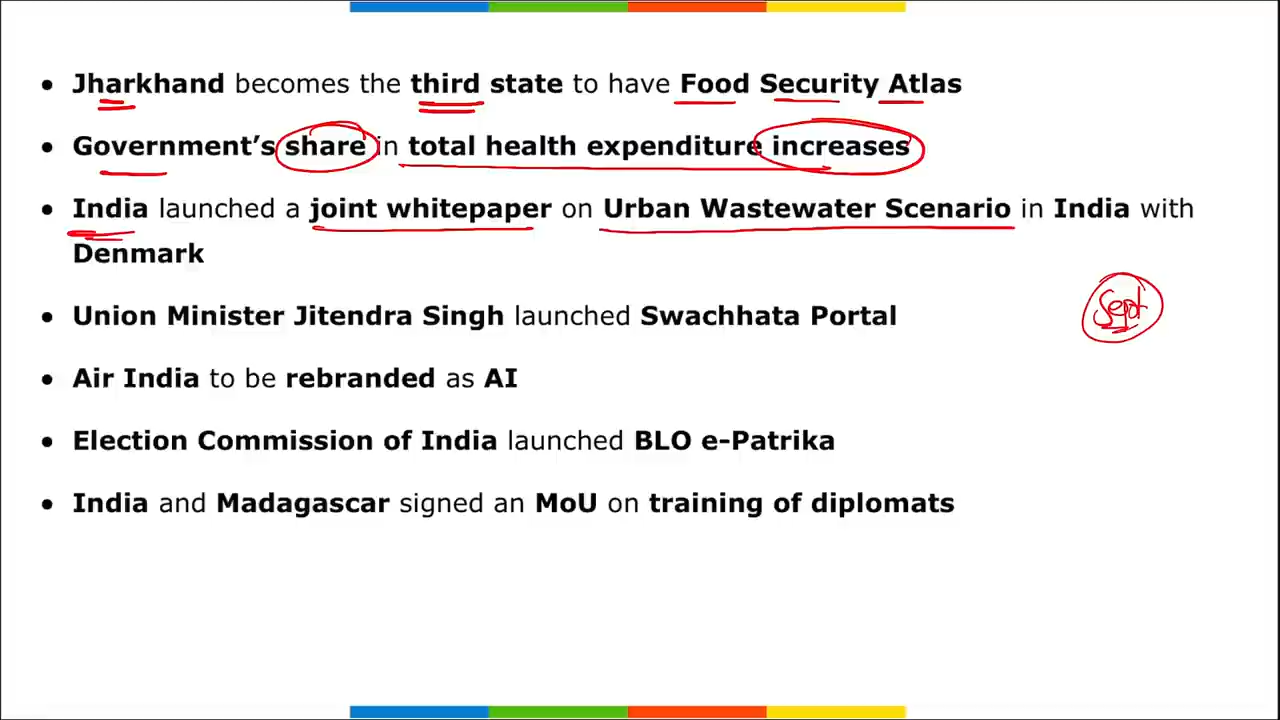 • Jharkhand becomes the third state to have Food Security Atlas
• Government's share in total health expenditure increases
• India launched a joint whitepaper on Urban Wastewater Scenario in India with
Denmark
Sept
• Union Minister Jitendra Singh launched Swachhata Portal
• Air India to be rebranded as AI
• Election Commission of India launched BLO e-Patrika
• India and Madagascar signed an MoU on training of diplomats